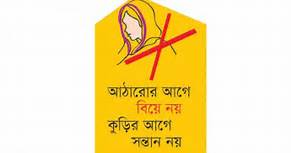 আঠারোর আগে
বিয়ে নয়
কুড়ির আগে
সন্তান নয়